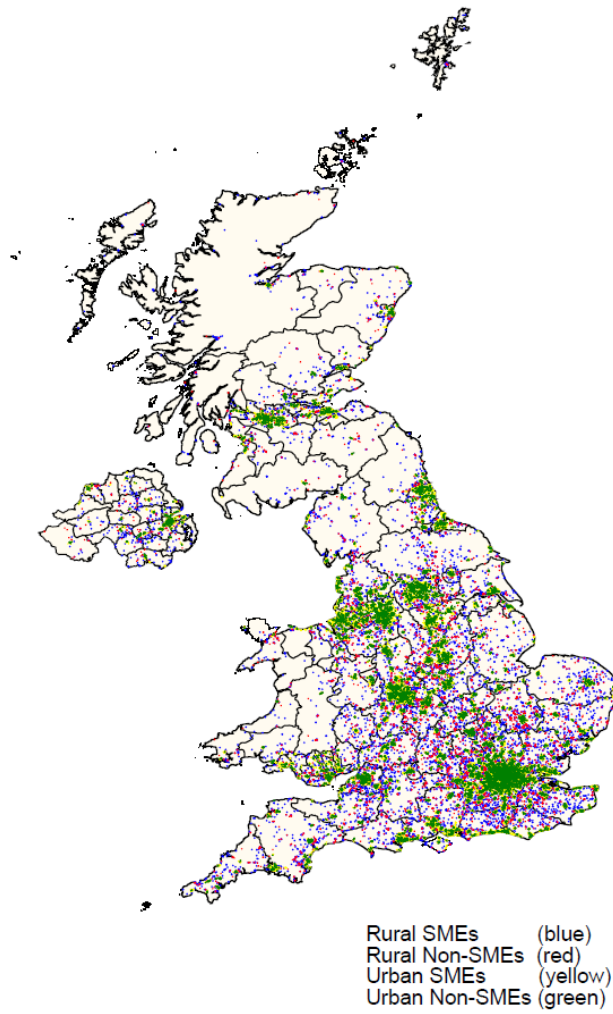 Rural SMEs (blue)
Rural Non-SMEs (red)
Urban SMEs (yellow)
Urban Non-SMEs (green)